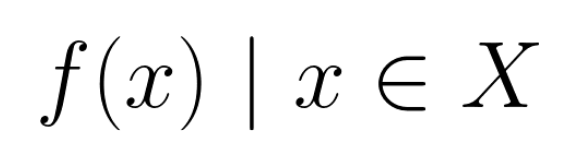 f(x) | x ∈ X